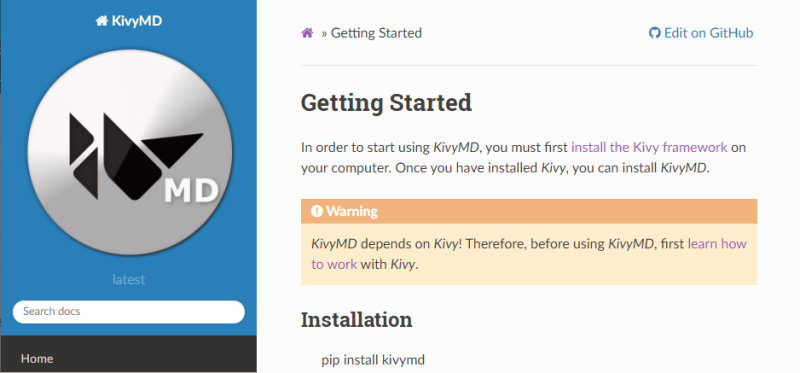 KivyMD
MD
latest
Search docs
Home
» Getting Started
Edit on GitHub
Getting Started
In order to start using KivyMD, you must first install the Kivy framework on
your computer. Once you have installed Kivy, you can install KivyMD.
Warning
KivyMD depends on Kivy! Therefore, before using KivyMD, first learn how
to work with Kivy.
Installation
pip install kivymd